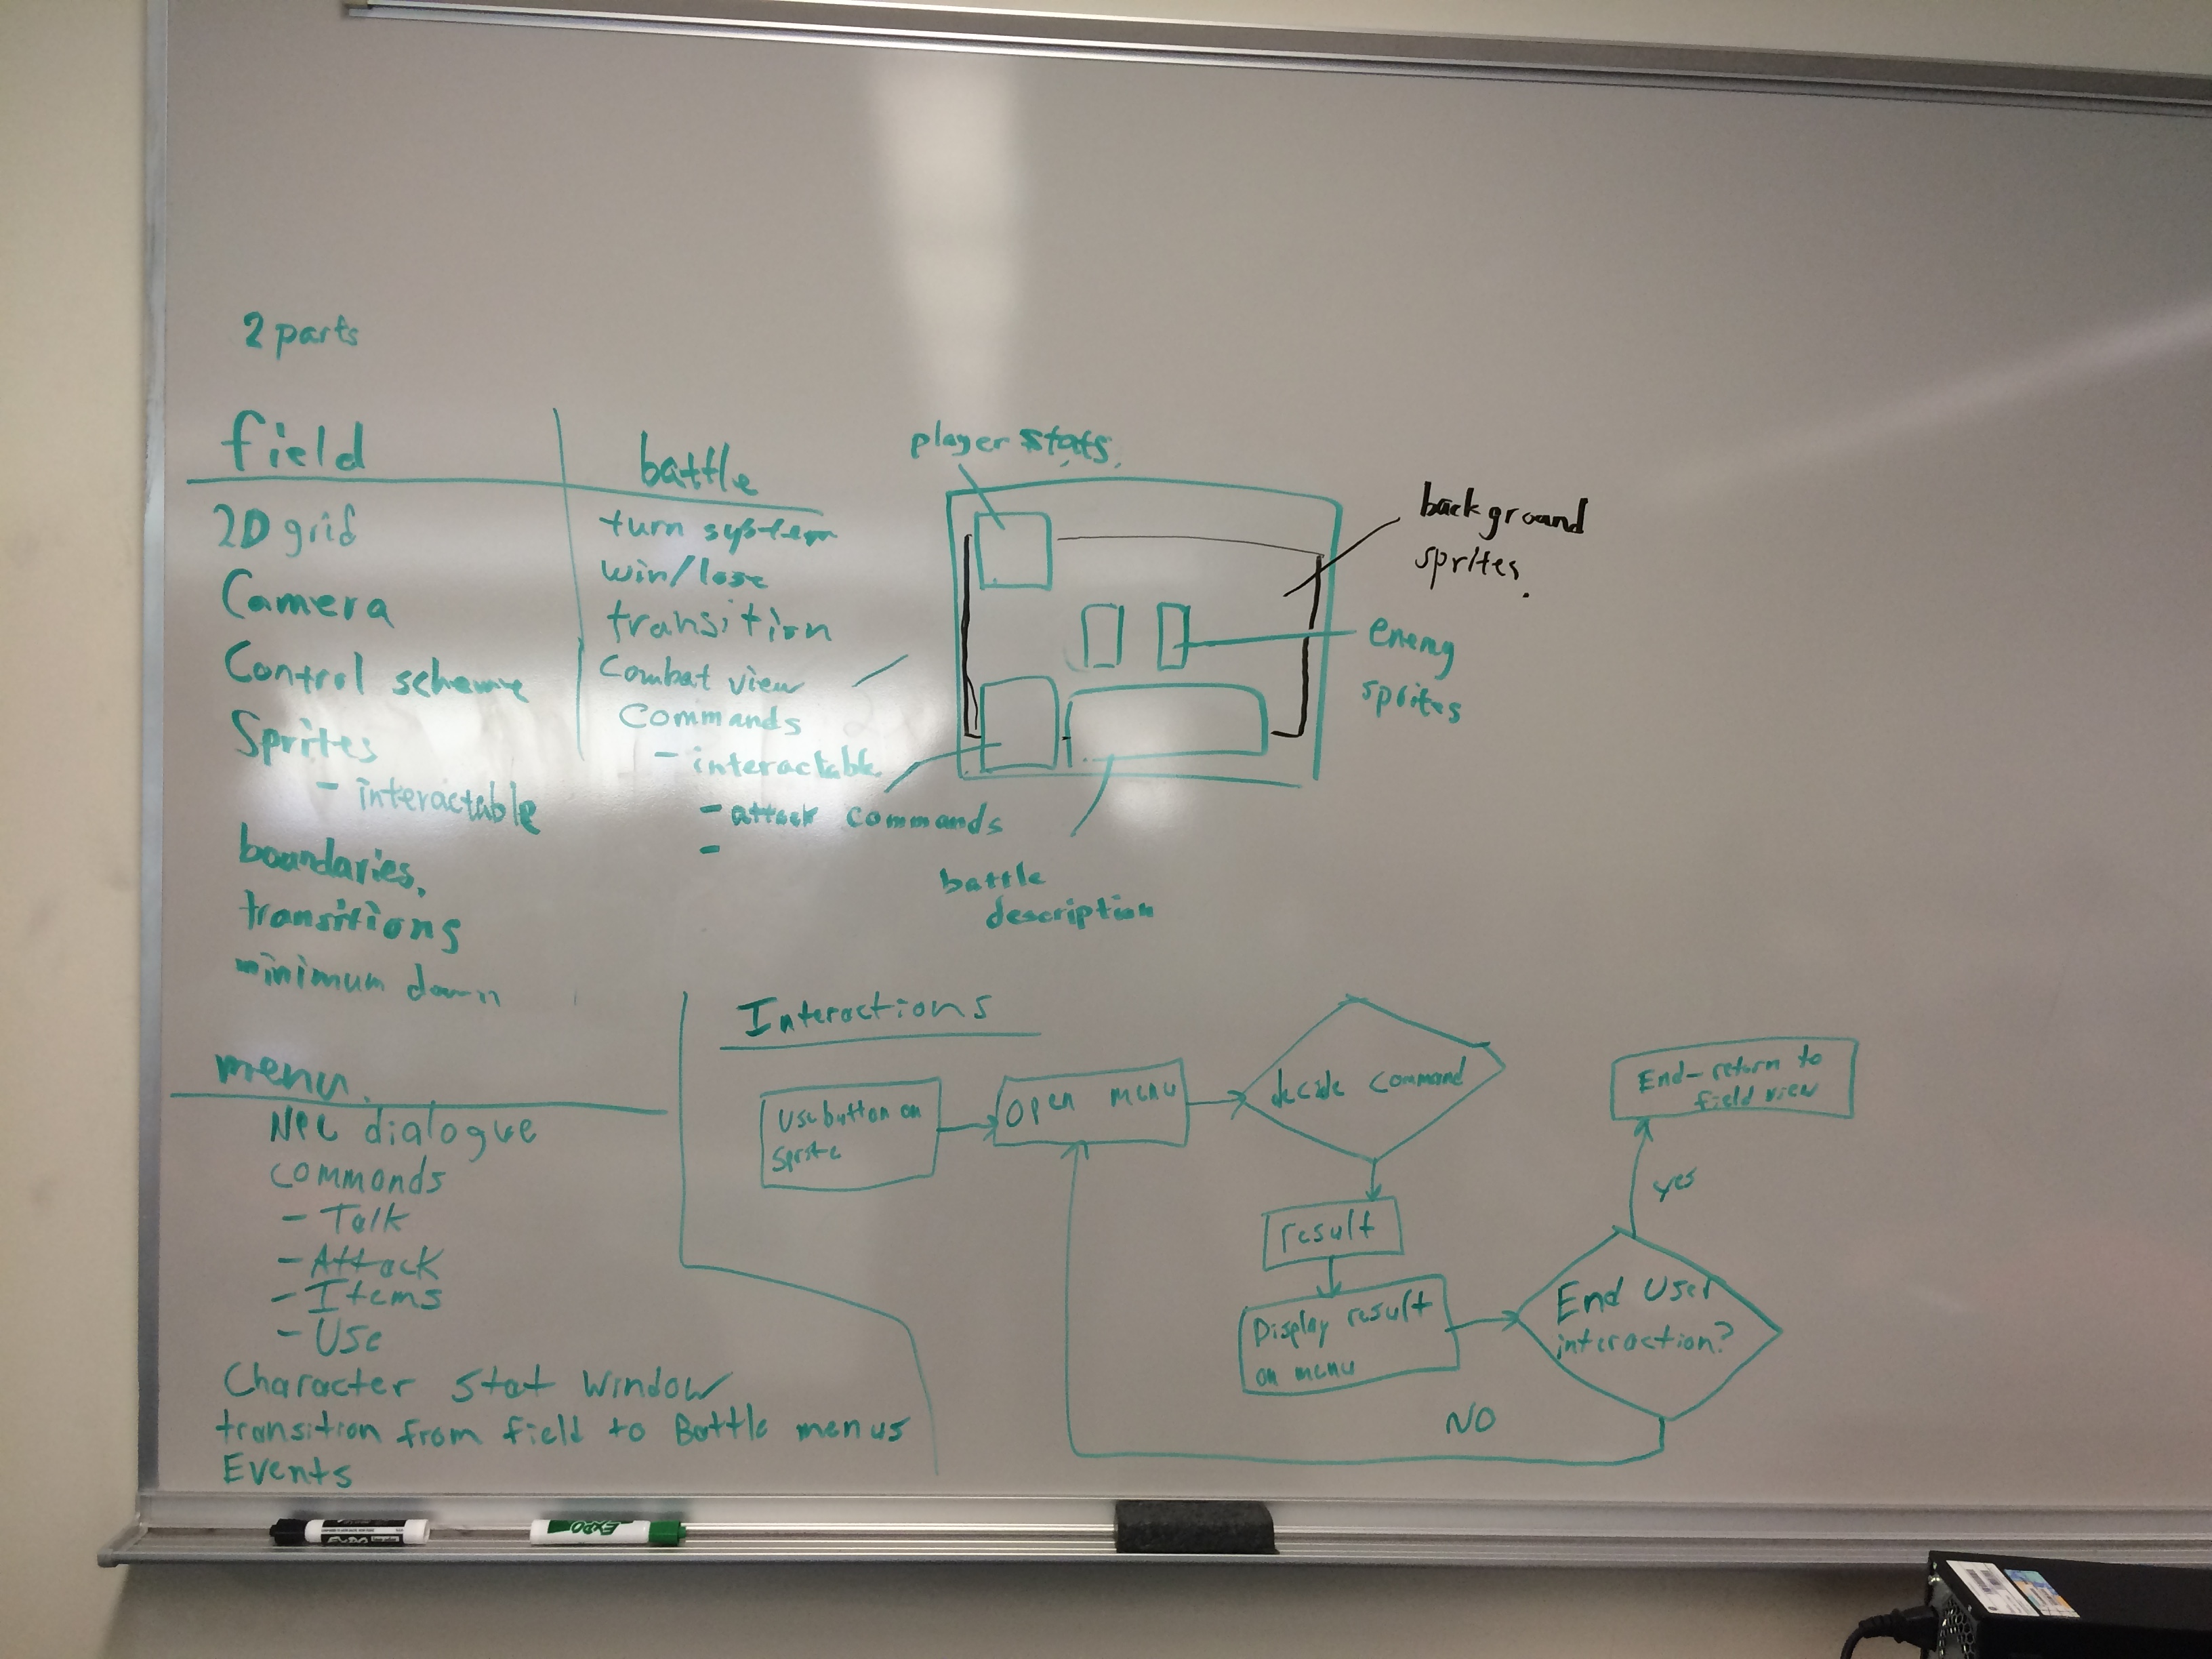 2 parts
field
2D grid
Camera
Control scheme
Sprites
- interactable
boundaries,
transitions
minimum down
battle
turn system
win/lose
transition
Combat view
Commands
- interactable
- attack commands
-
player stats
background
sprites.
enemy
sprites
battle
description
menu
NPC dialogue
commands
- Talk
- Attack
- Items
- Use
Character Stat Window
transition from field to Battle menus
Events
Interactions
Use button on
Sprite
Open menu
decide command
result
Display result
on menu
End User
interaction?
yes
End - return to
field view
NO
EXPO
EXPO